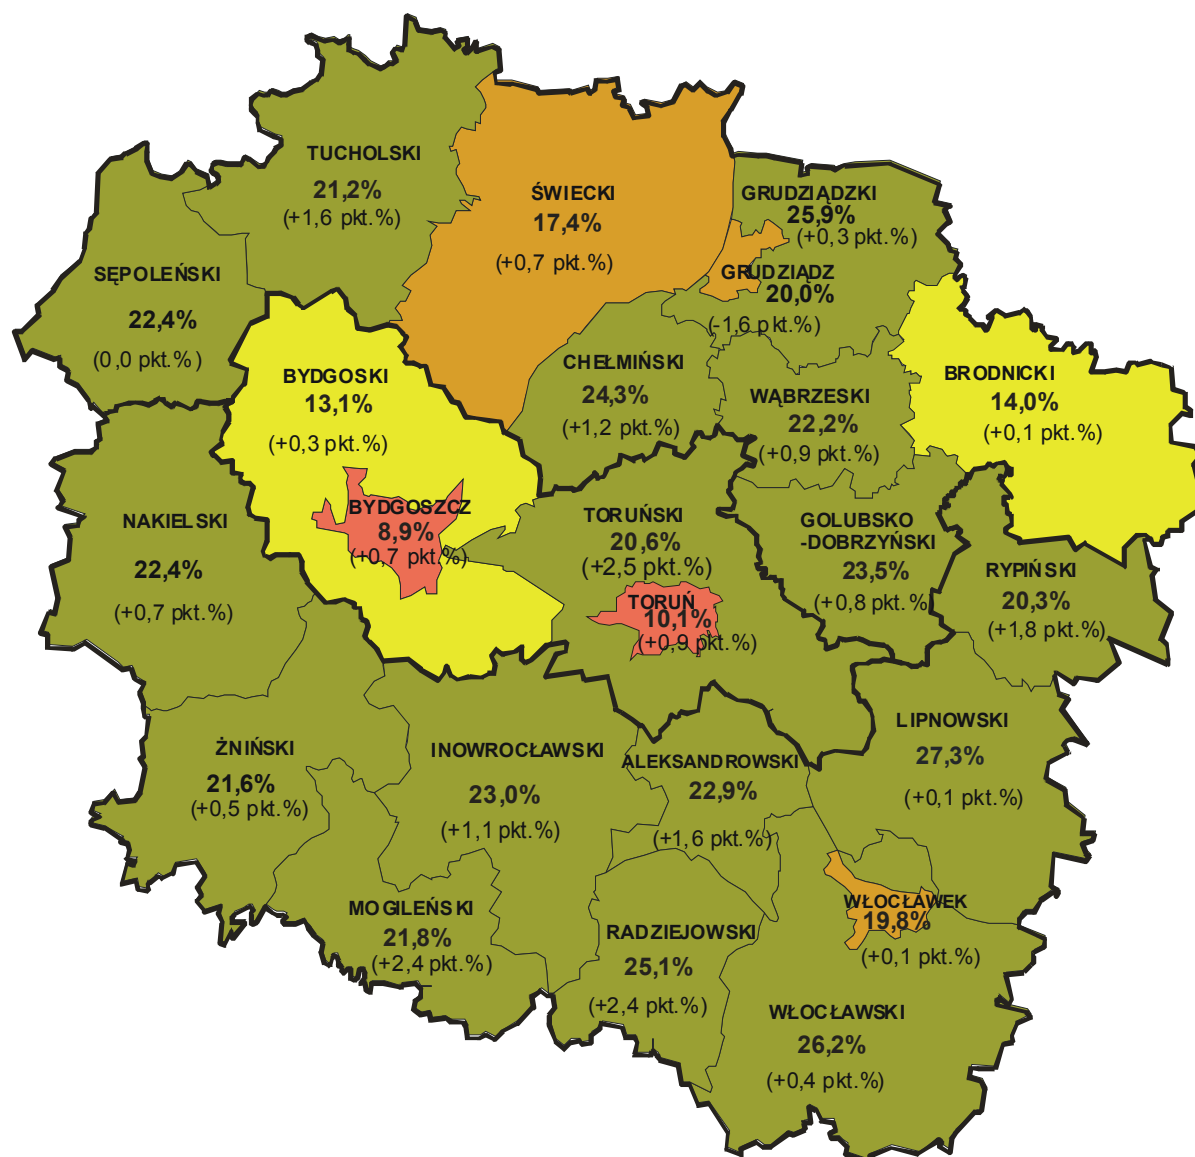 TUCHOLSKI
21,2%
(+1,6 pkt.%)
ŚWIECKI
17,4%
(+0,7 pkt.%)
GRUDZIĄDZKI
25,9%
(+0,3 pkt.%)
GRUDZIĄDZ
20,0%
(-1,6 pkt.%)
SĘPOLEŃSKI
22,4%
(0,0 pkt.%)
BYDGOSKI
13,1%
(+0,3 pkt.%)
CHEŁMIŃSKI
24,3%
(+1,2 pkt.%)
WĄBRZESKI
22,2%
(+0,9 pkt.%)
BRODNICKI
14,0%
(+0,1 pkt.%)
NAKIELSKI
22,4%
(+0,7 pkt.%)
BYDGOSZCZ
8,9%
(+0,7 pkt.%)
TORUŃSKI
20,6%
(+2,5 pkt.%)
TORUŃ
10,1%
(+0,9 pkt.%)
GOLUBSKO
-DOBRZYŃSKI
23,5%
(+0,8 pkt.%)
RYPIŃSKI
20,3%
(+1,8 pkt.%)
ŻNIŃSKI
21,6%
(+0,5 pkt.%)
INOWROCŁAWSKI
23,0%
(+1,1 pkt.%)
ALEKSANDROWSKI
22,9%
(+1,6 pkt.%)
LIPNOWSKI
27,3%
(+0,1 pkt.%)
MOGILEŃSKI
21,8%
(+2,4 pkt.%)
RADZIEJOWSKI
25,1%
(+2,4 pkt.%)
WŁOCŁAWEK
19,8%
(+0,1 pkt.%)
WŁOCŁAWSKI
26,2%
(+0,4 pkt.%)